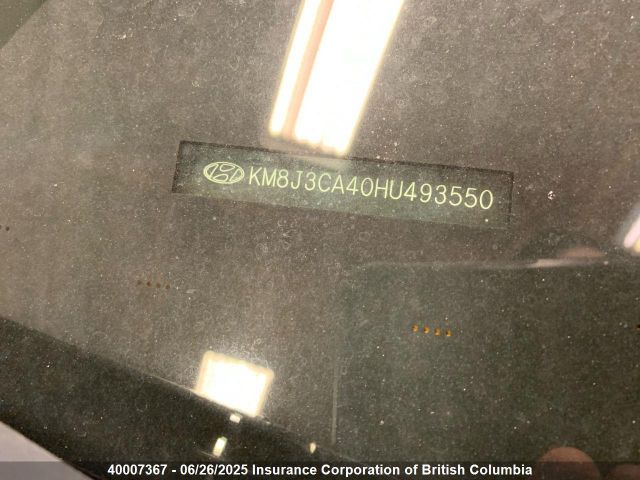 KM8J3CA40HU493550
40007367 - 06/26/2025 Insurance Corporation of British Columbia